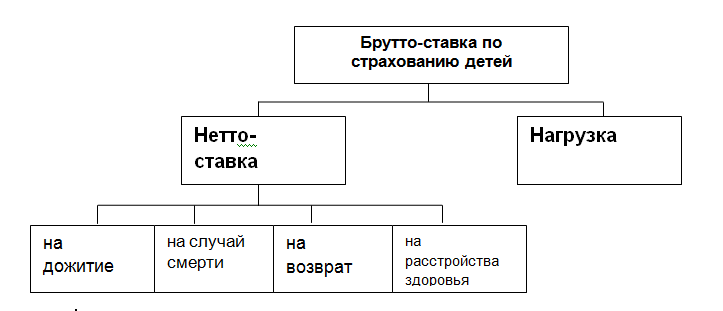 Брутто-ставка по
страхованию детей
Нетто-
ставка
Нагрузка
на
дожитие
на случай
смерти
на
возврат
на
расстройства
здоровья
.